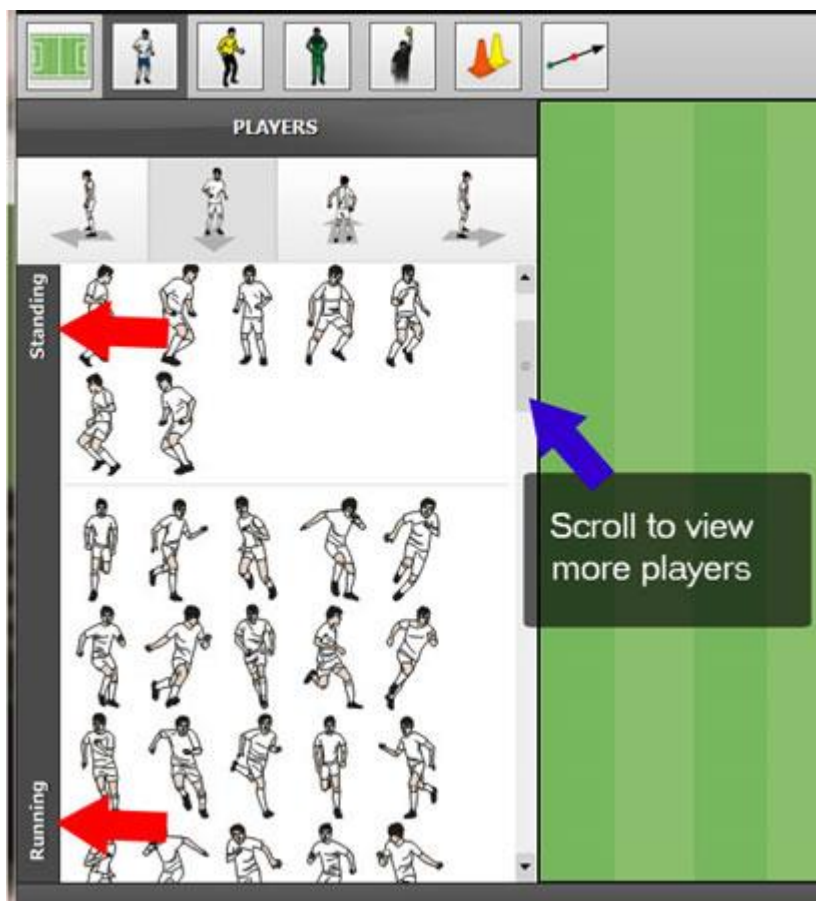 PLAYERS
Standing
Scroll to view
more players
Running